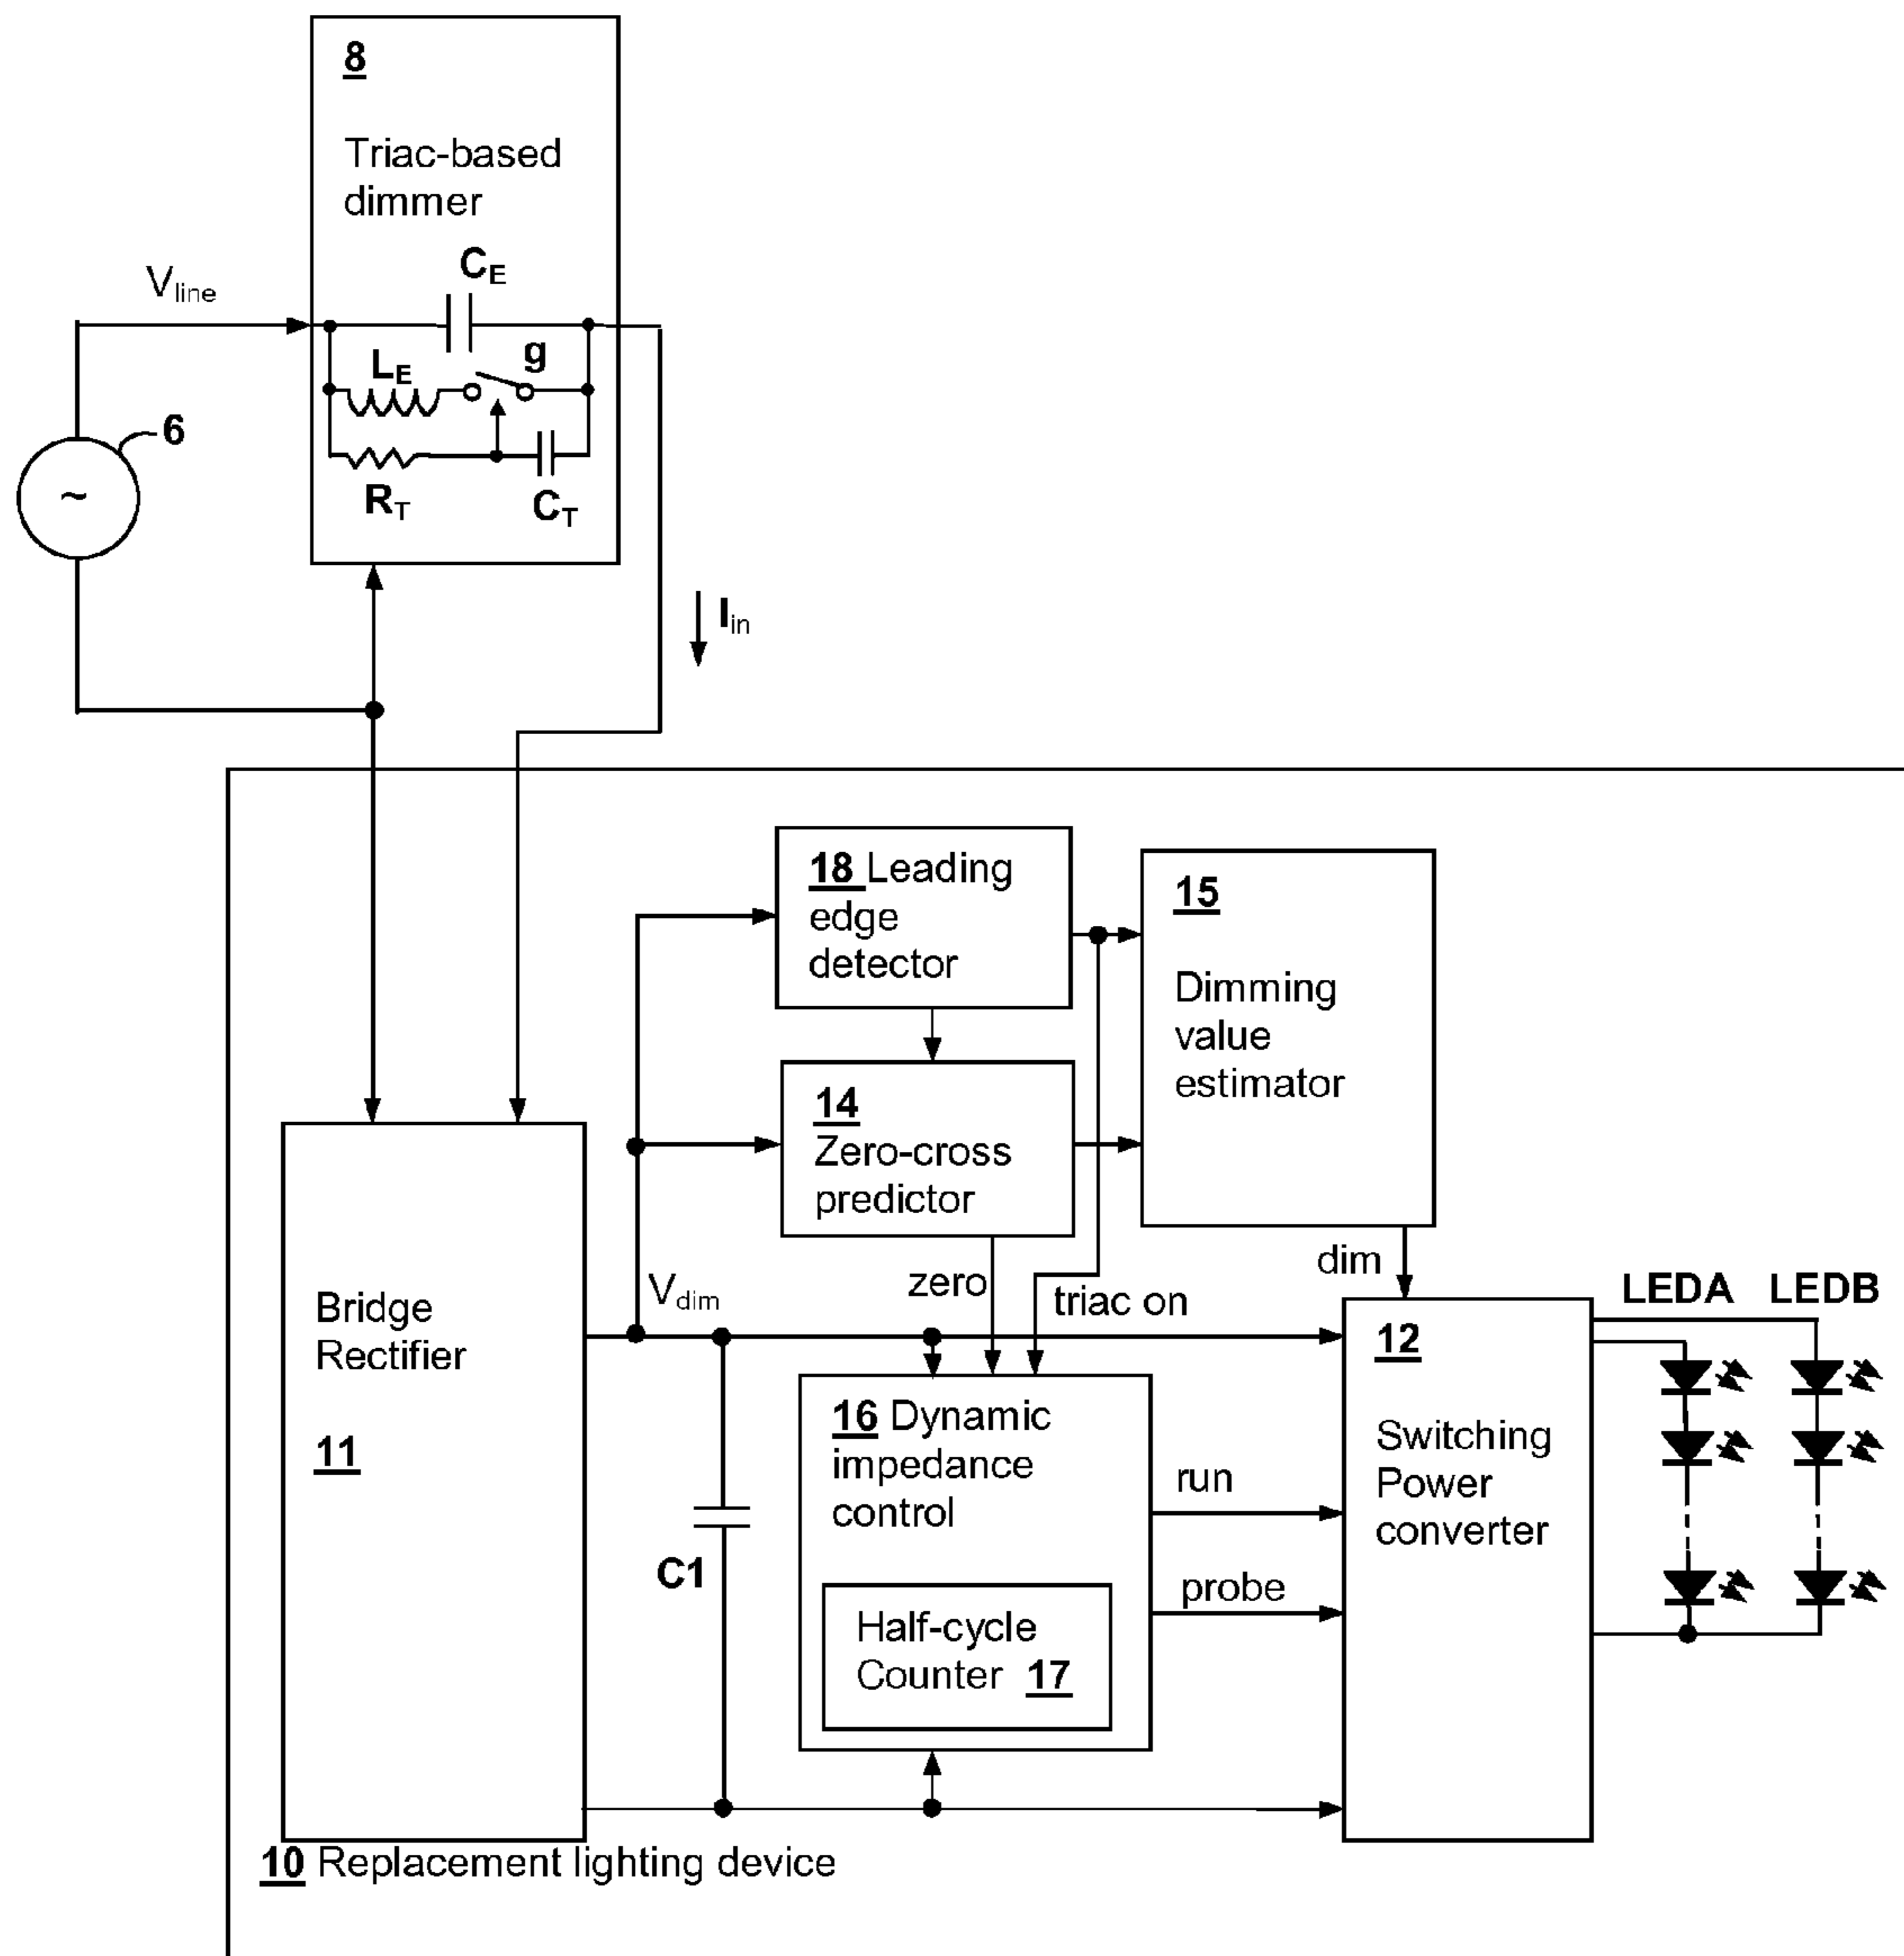 8
Triac-based
dimmer
C_E
V_line
L_E
g
6
~
R_T
C_T
I_in
18 Leading
edge
detector
15
Dimming
value
estimator
14
Zero-cross
predictor
dim
zero
triac on
V_dim
LEDA
LEDB
Bridge
Rectifier
11
12
Switching
Power
converter
16 Dynamic
impedance
control
run
probe
C1
Half-cycle
Counter 17
10 Replacement lighting device